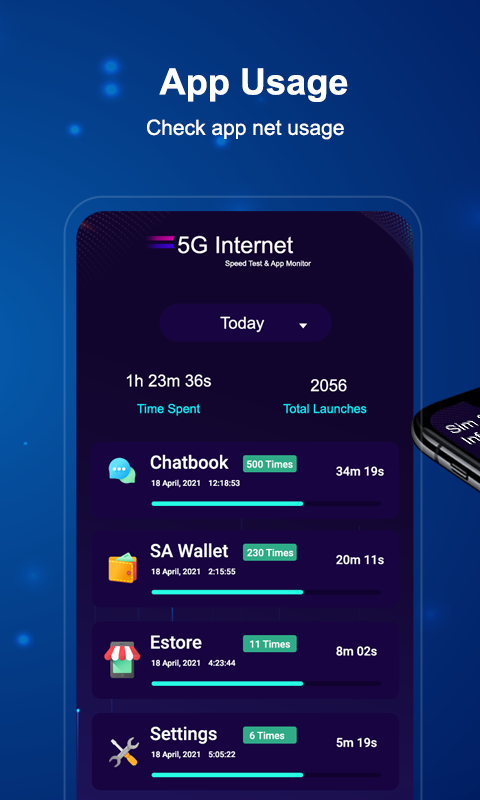 App Usage
Check app net usage
5G Internet
Speed Test & App Monitor
Today
1h 23m 36s
2056
Time Spent
Total Launches
Sim
Inf
Chatbook 500 Times
34m 19s
18 April, 2021 12:18:53
SA Wallet 230 Times
20m 11s
18 April, 2021 2:15:55
Estore 11 Times
8m 02s
18 April, 2021 4:23:44
Settings 6 Times
5m 19s
18 April, 2021 5:05:22